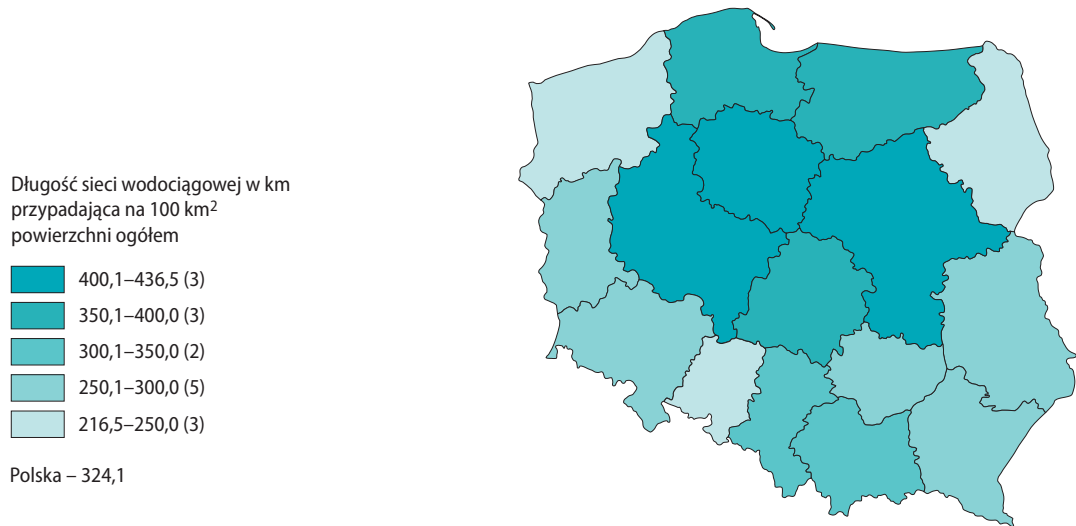 Długość sieci wodociągowej w km
przypadająca na 100 km²
powierzchni ogółem
400,1–436,5 (3)
350,1–400,0 (3)
300,1–350,0 (2)
250,1–300,0 (5)
216,5–250,0 (3)
Polska – 324,1